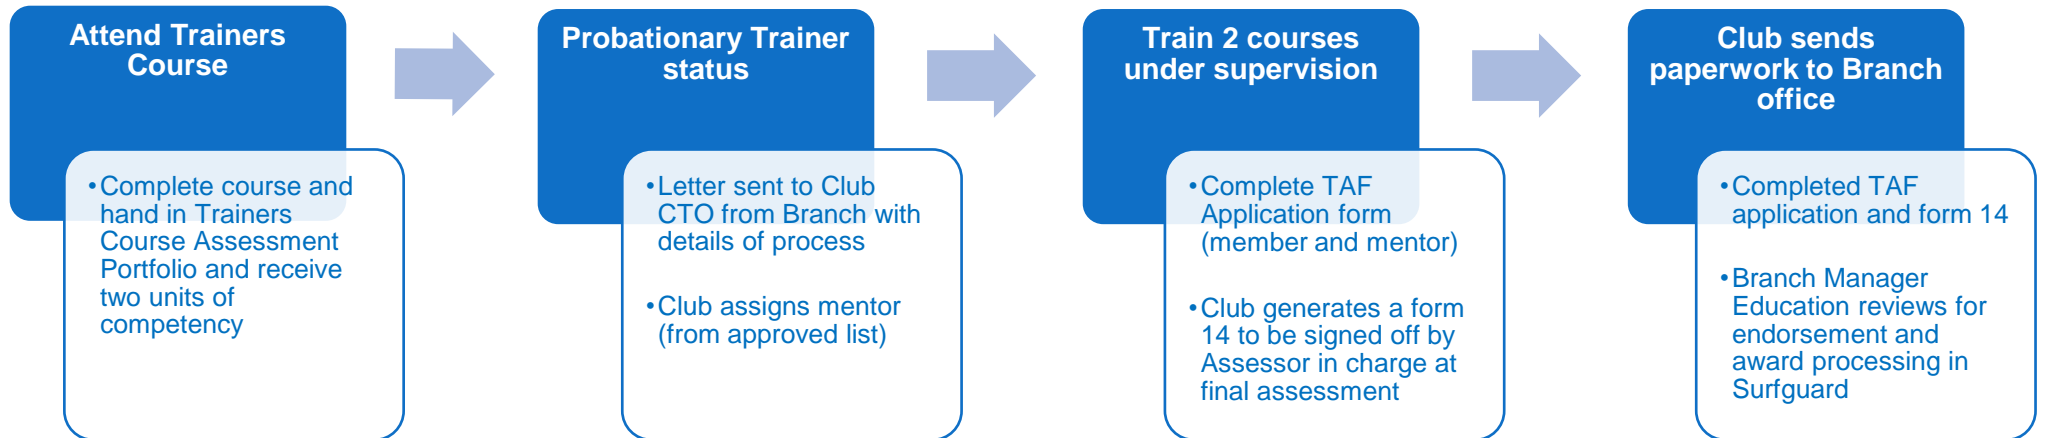 Attend Trainers
Course
•Complete course and
hand in Trainers
Course Assessment
Portfolio and receive
two units of
competency
Probationary Trainer
status
•Letter sent to Club
CTO from Branch with
details of process
•Club assigns mentor
(from approved list)
Train 2 courses
under supervision
•Complete TAF
Application form
(member and mentor)
•Club generates a form
14 to be signed off by
Assessor in charge at
final assessment
Club sends
paperwork to Branch
office
•Completed TAF
application and form 14
•Branch Manager
Education reviews for
endorsement and
award processing in
Surfguard